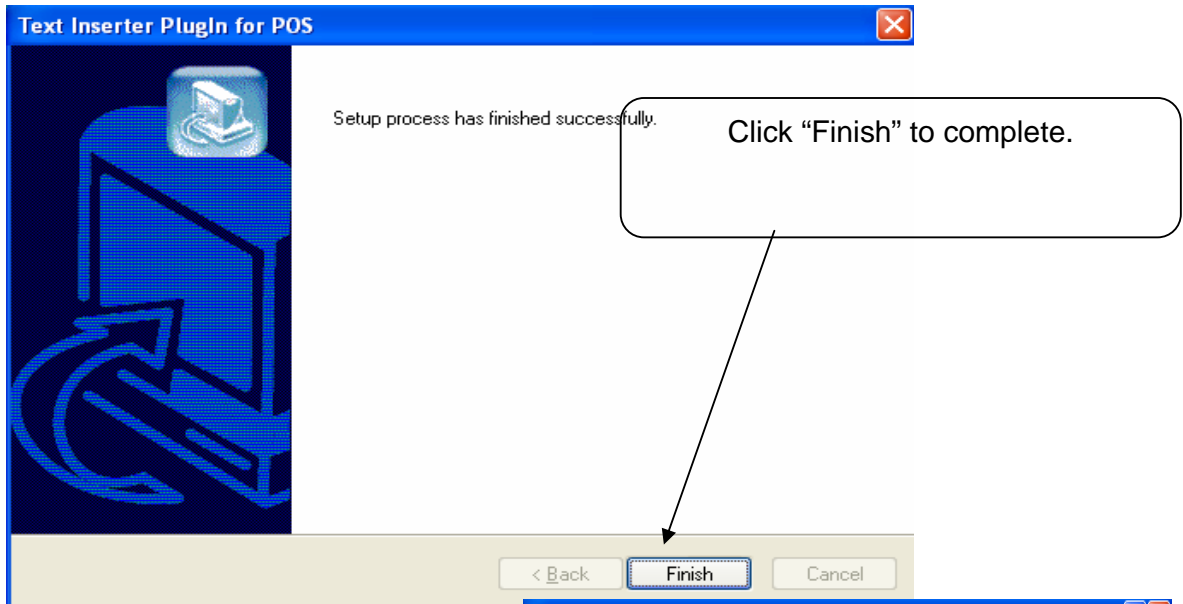 Text Inserter PlugIn for POS
Setup process has finished successfully.
Click “Finish” to complete.
< Back
Finish
Cancel